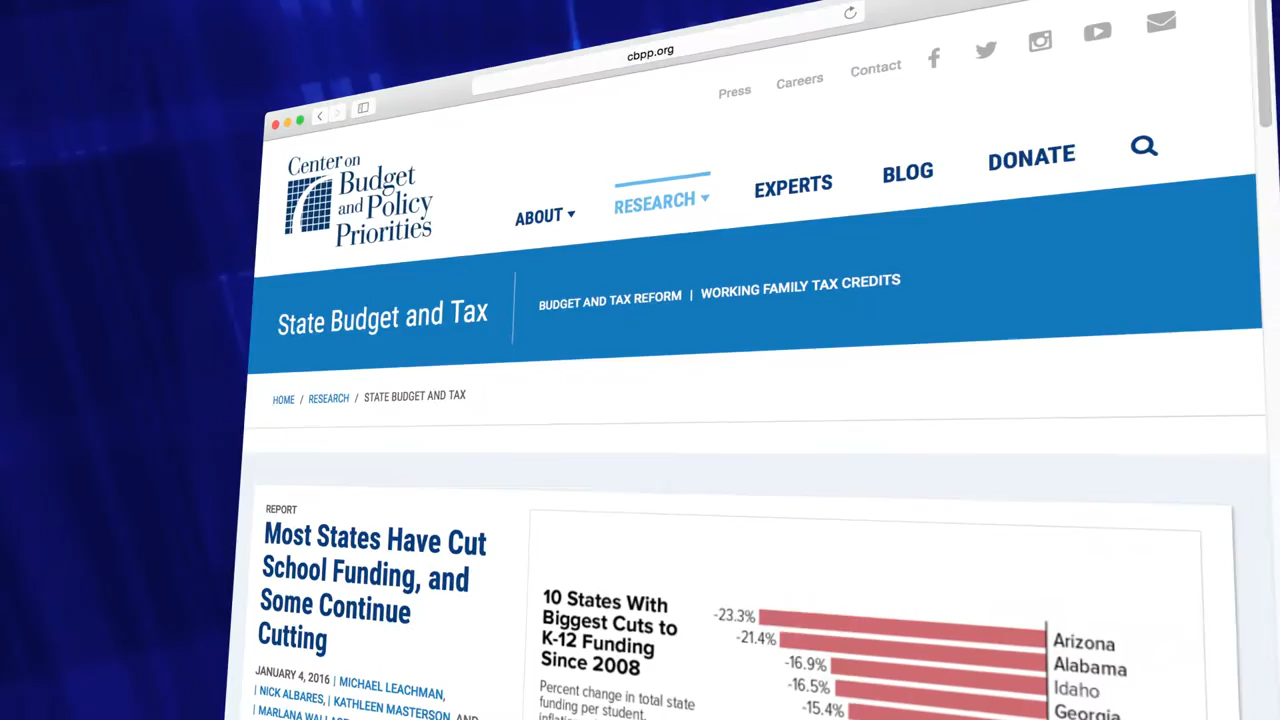 cbpp.org
Press Careers Contact
Center on
Budget
and Policy
Priorities
ABOUT RESEARCH EXPERTS BLOG DONATE
State Budget and Tax
BUDGET AND TAX REFORM | WORKING FAMILY TAX CREDITS
HOME / RESEARCH / STATE BUDGET AND TAX
REPORT
Most States Have Cut
School Funding, and
Some Continue
Cutting
JANUARY 4, 2016 | MICHAEL LEACHMAN,
| NICK ALBARES, | KATHLEEN MASTERSON, AND
| MARLANA
10 States With
Biggest Cuts to
K-12 Funding
Since 2008
Percent change in total state
funding per student,
-23.3% Arizona
-21.4% Alabama
-16.9% Idaho
-16.5% Georgia
-15.4%